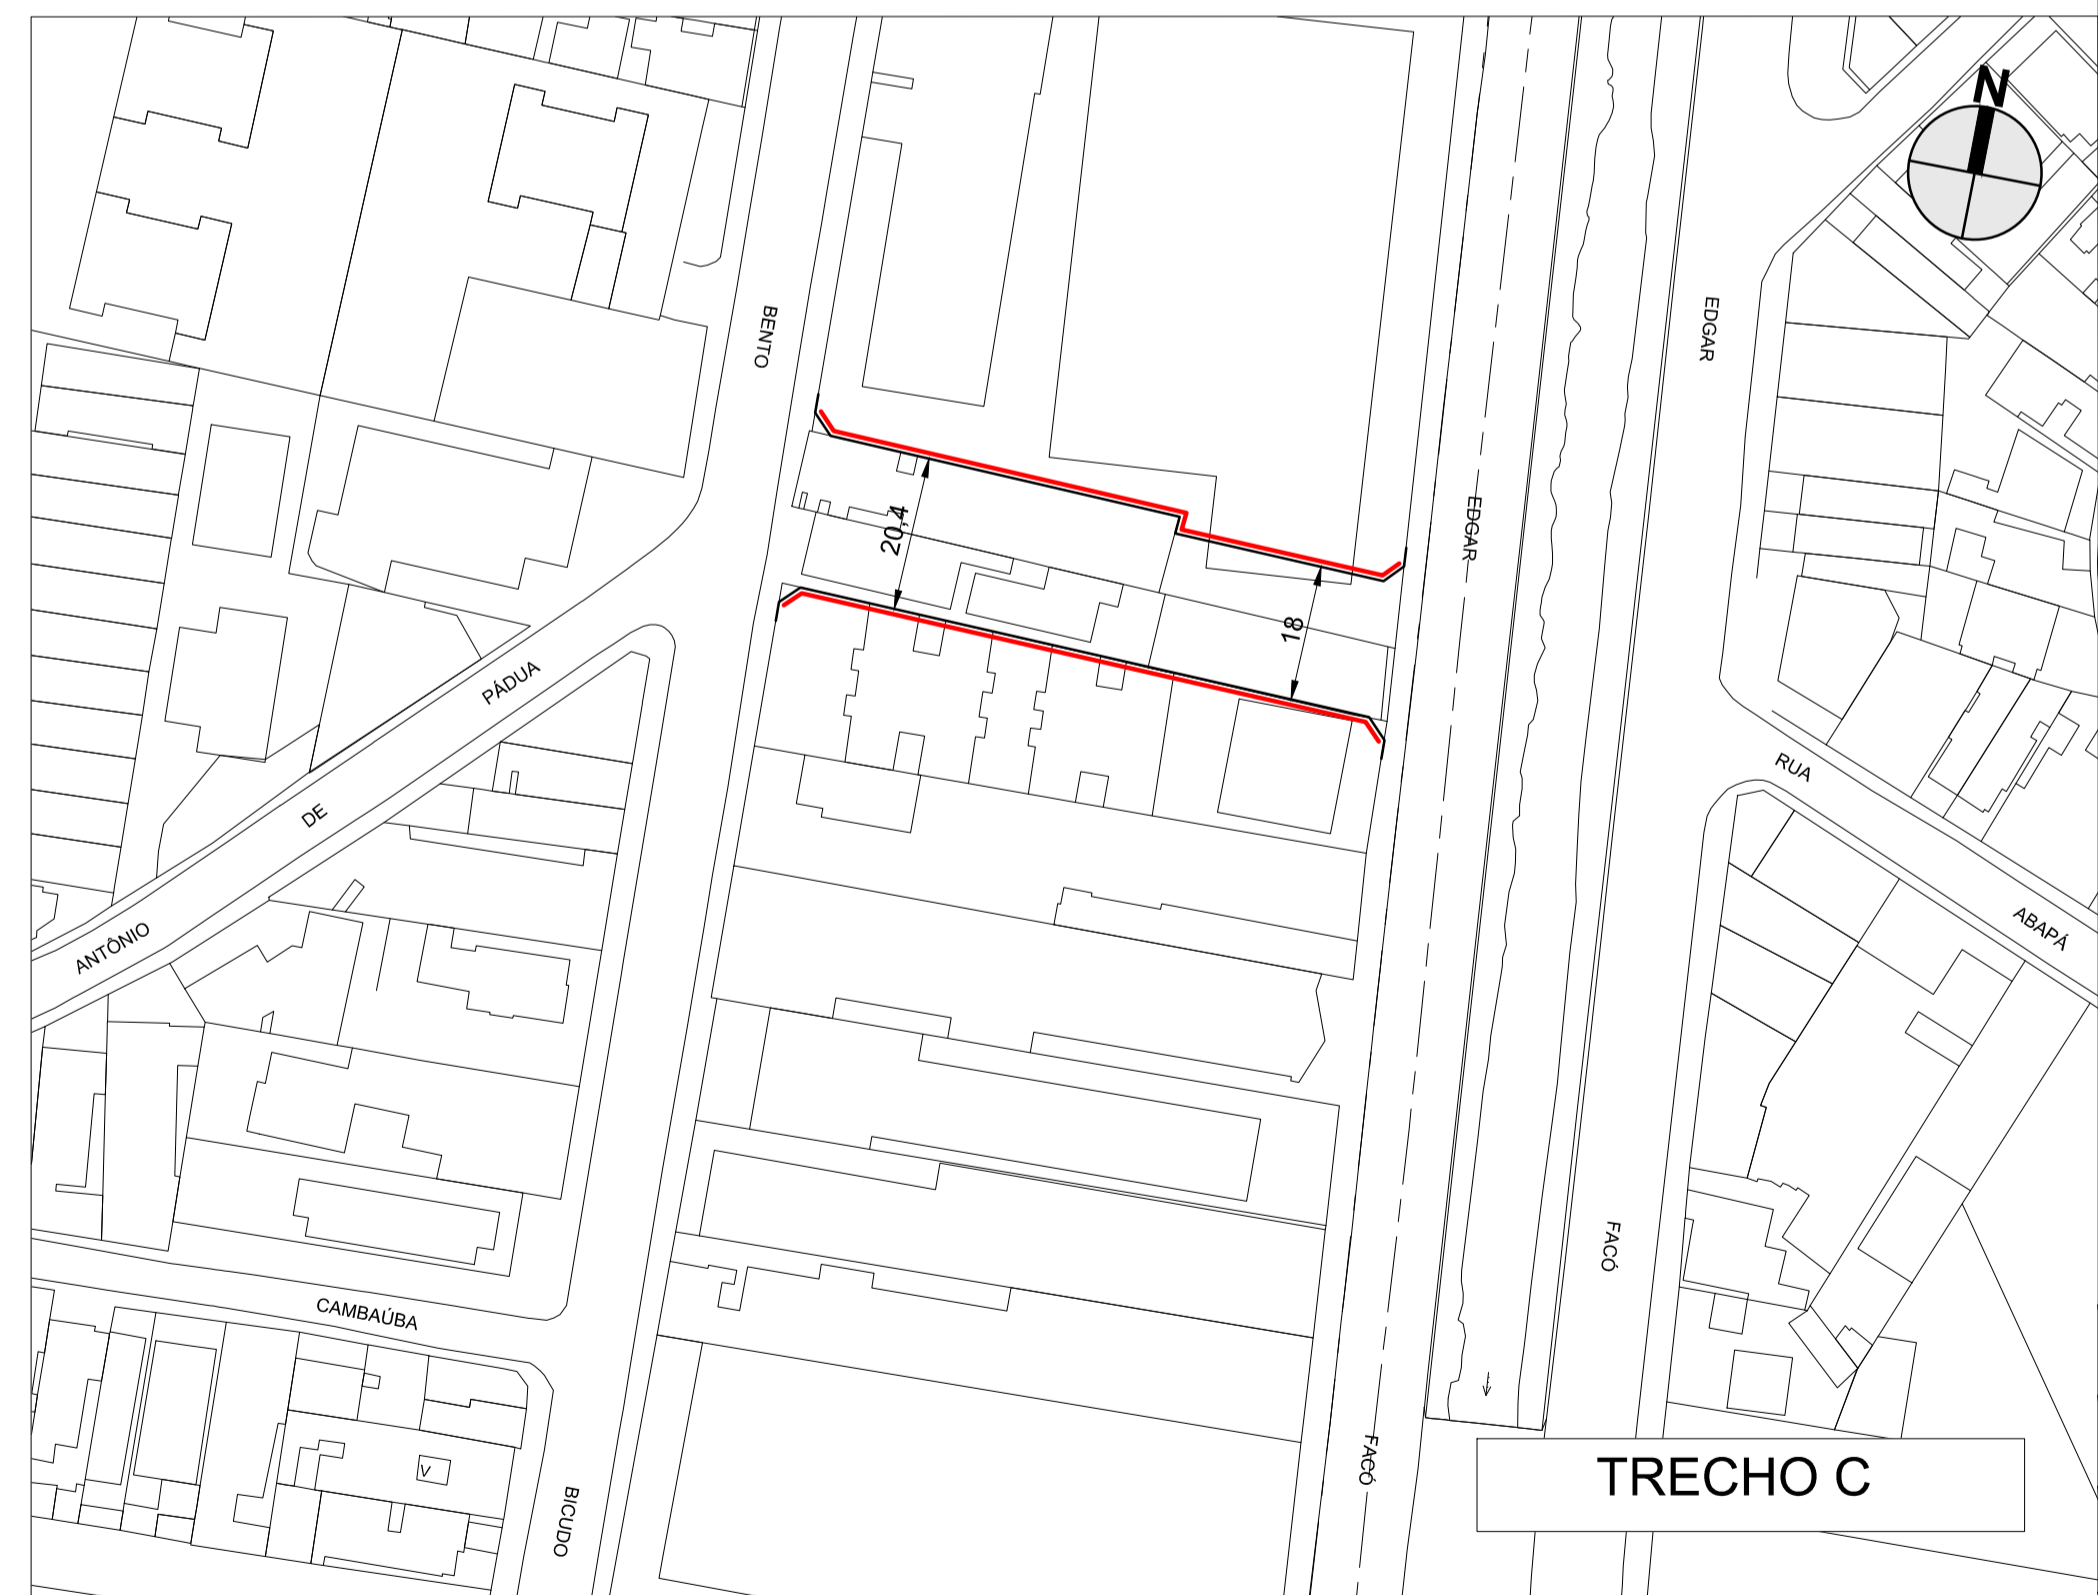 N
BENTO
EDGAR
EDGAR
20,4
18
PÁDUA
DE
ANTÔNIO
RUA
ABAPÁ
CAMBAÚBA
FACÓ
FACÓ
V
BICUDO
TRECHO C